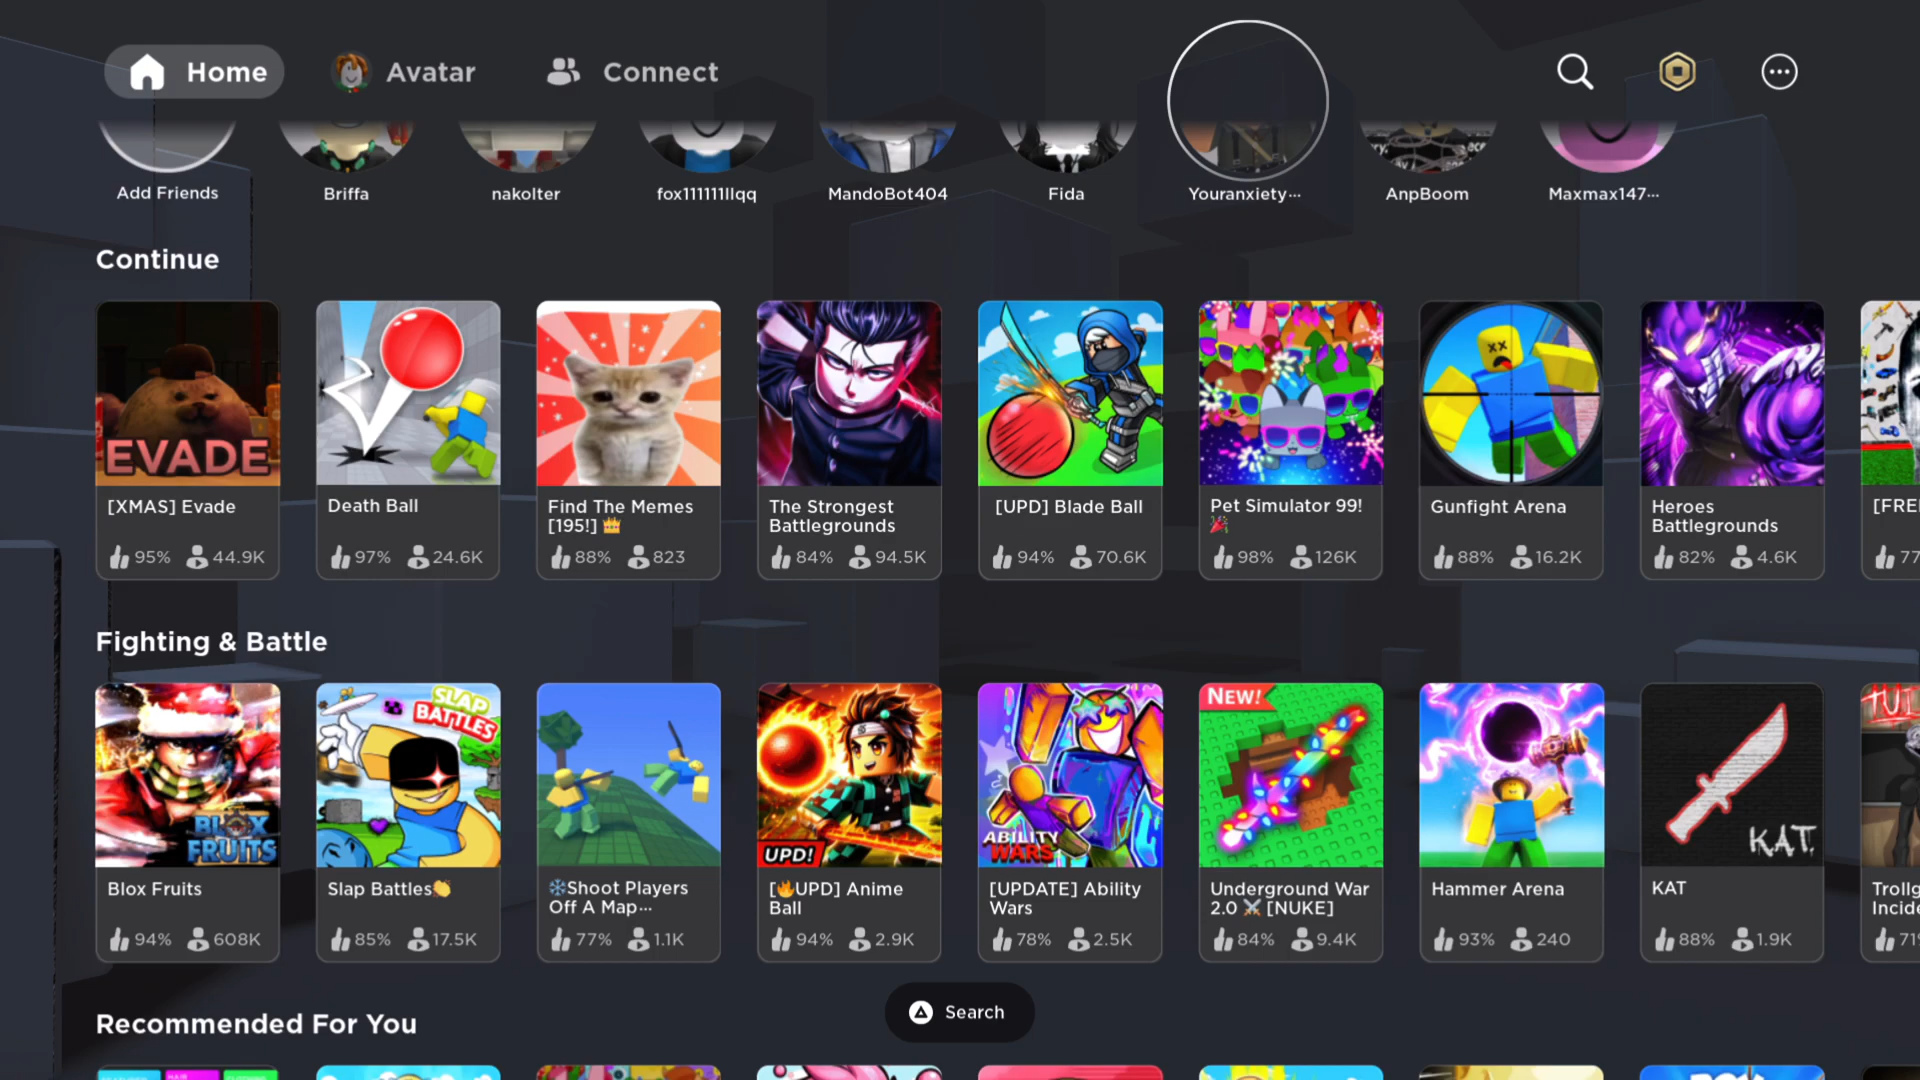 Home
Avatar
Connect
Add Friends
Briffa
nakolter
MandoBot404
Fida
Youranxiety···
AnpBoom
Maxmax147···
Continue
EVADE
[XMAS] Evade
95% 44.9K
Death Ball
97% 24.6K
Find The Memes
[195!] 👑
88% 823
The Strongest
Battlegrounds
84% 94.5K
[UPD] Blade Ball
94% 70.6K
Pet Simulator 99!
🎉
98% 126K
Gunfight Arena
88% 16.2K
Heroes
Battlegrounds
82% 4.6K
[FRE
77
Fighting & Battle
BLOX
FRUITS
Blox Fruits
94% 608K
SLAP
BATTLES
Slap Battles👏
85% 17.5K
❄️Shoot Players
Off A Map···
77% 1.1K
UPD!
[🔥UPD] Anime
Ball
94% 2.9K
ABILITY
WARS
[UPDATE] Ability
Wars
78% 2.5K
NEW!
Underground War
2.0 ⚔️ [NUKE]
84% 9.4K
Hammer Arena
93% 240
KAT.
KAT
88% 1.9K
Trollg
Incide
71%
Search
Recommended For You